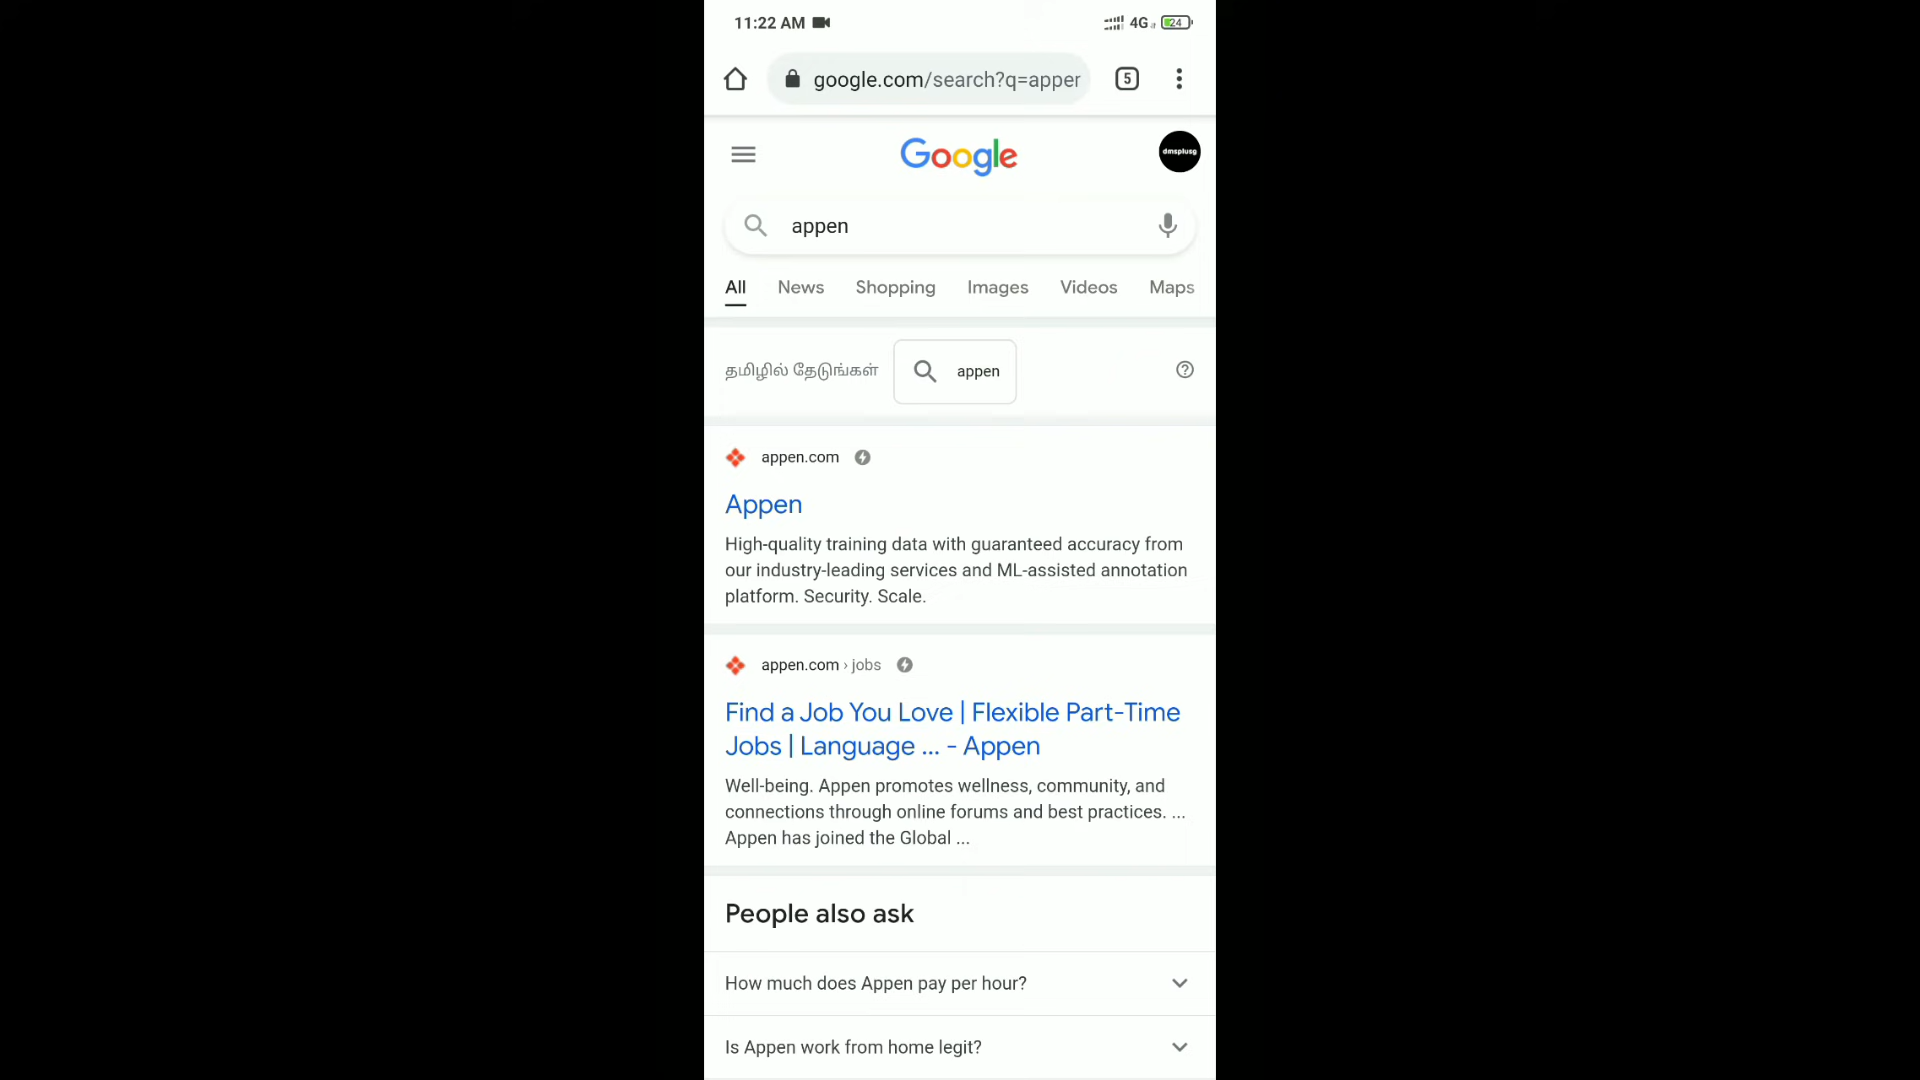 11:22 AM
4G
24
google.com/search?q=apper
5
Google
dmsplusg
appen
All News Shopping Images Videos Maps
தமிழில் தேடுங்கள் appen
appen.com
Appen
High-quality training data with guaranteed accuracy from
our industry-leading services and ML-assisted annotation
platform. Security. Scale.
appen.com › jobs
Find a Job You Love | Flexible Part-Time
Jobs | Language ... - Appen
Well-being. Appen promotes wellness, community, and
connections through online forums and best practices. ...
Appen has joined the Global ...
People also ask
How much does Appen pay per hour?
Is Appen work from home legit?